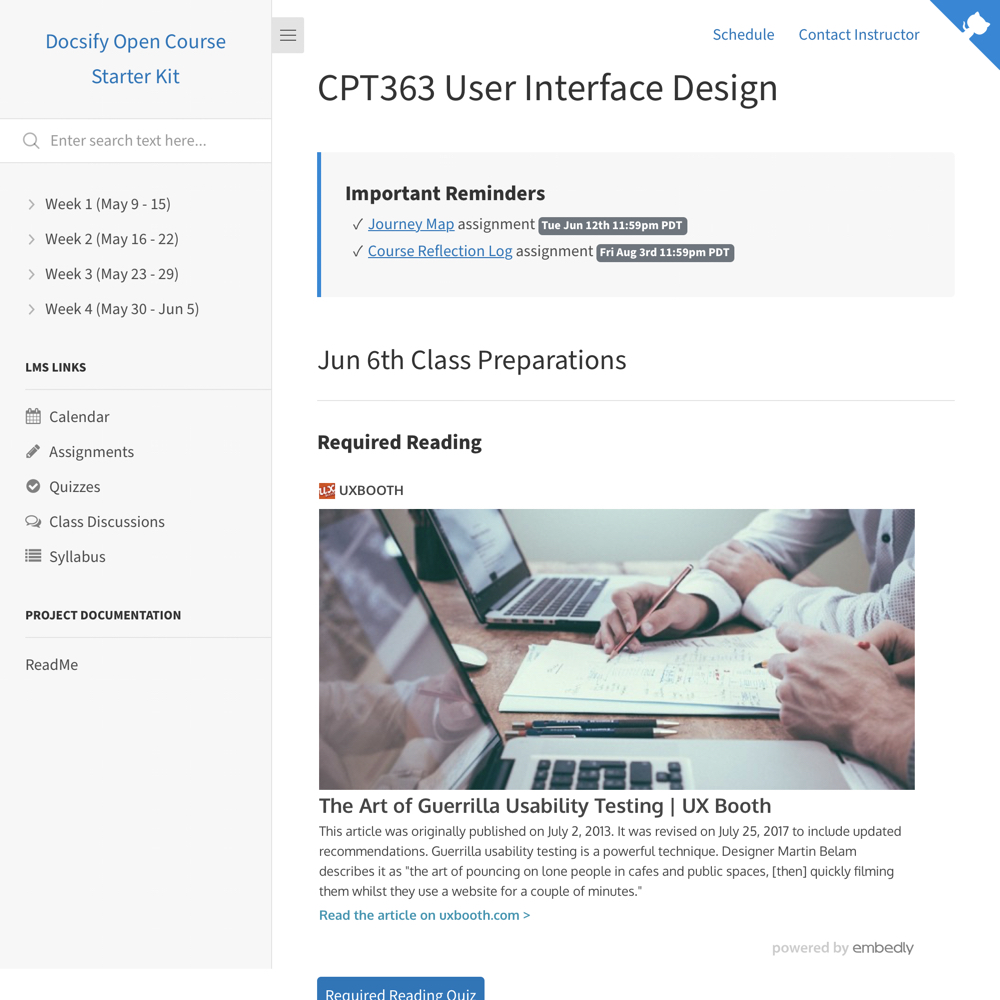 Docsify Open Course
Starter Kit
Enter search text here...
Week 1 (May 9 - 15)
Week 2 (May 16 - 22)
Week 3 (May 23 - 29)
Week 4 (May 30 - Jun 5)
LMS LINKS
Calendar
Assignments
Quizzes
Class Discussions
Syllabus
PROJECT DOCUMENTATION
ReadMe
Schedule Contact Instructor
CPT363 User Interface Design
Important Reminders
✓ Journey Map assignment Tue Jun 12th 11:59pm PDT
✓ Course Reflection Log assignment Fri Aug 3rd 11:59pm PDT
Jun 6th Class Preparations
Required Reading
ux UXBOOTH
The Art of Guerrilla Usability Testing | UX Booth
This article was originally published on July 2, 2013. It was revised on July 25, 2017 to include updated
recommendations. Guerrilla usability testing is a powerful technique. Designer Martin Belam
describes it as "the art of pouncing on lone people in cafes and public spaces, [then] quickly filming
them whilst they use a website for a couple of minutes."
Read the article on uxbooth.com >
powered by embedly
Required Reading Quiz